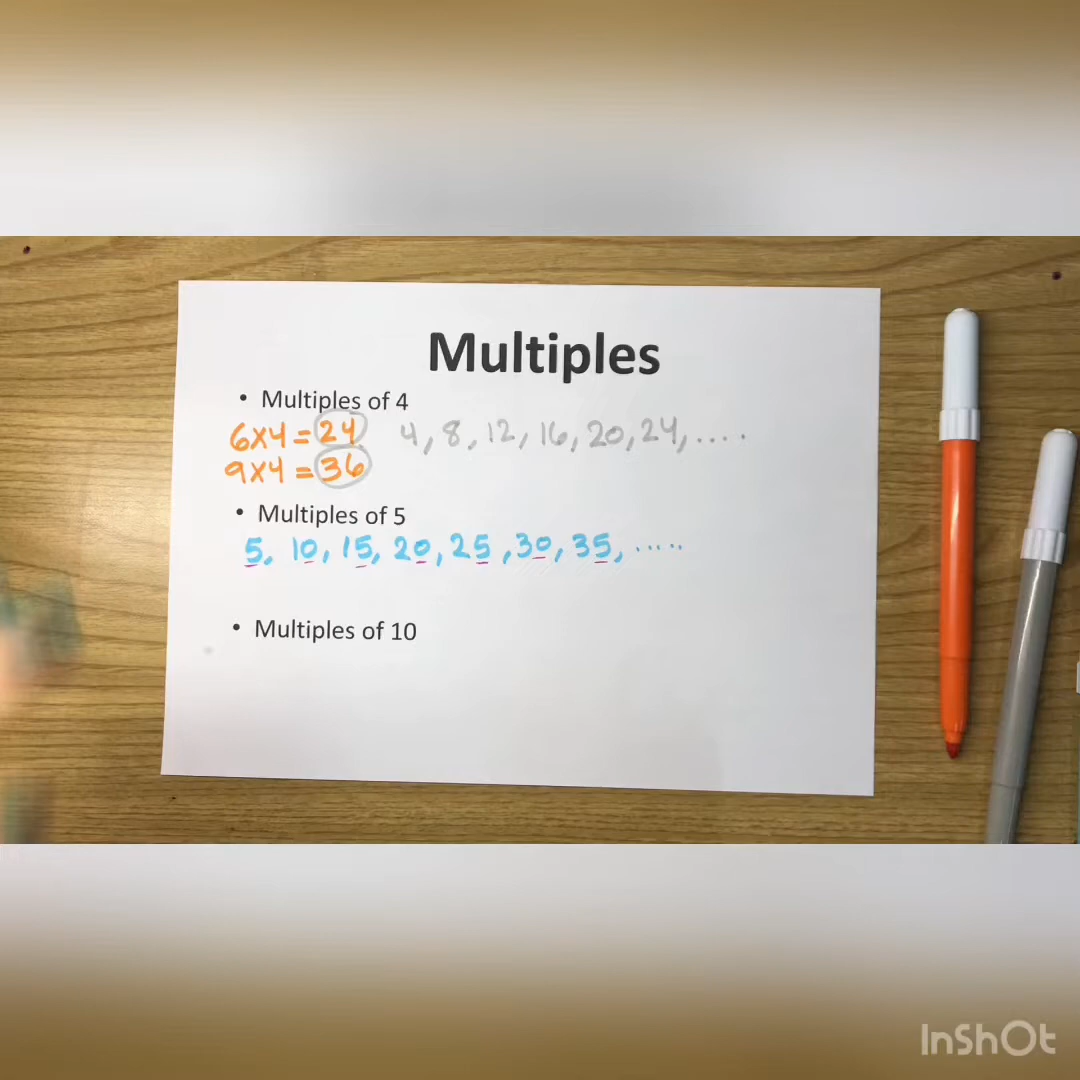 Multiples
• Multiples of 4
6x4=24 4, 8, 12, 16, 20, 24, ....
9x4=36
• Multiples of 5
5, 10, 15, 20, 25, 30, 35, .....
• Multiples of 10
InShOt